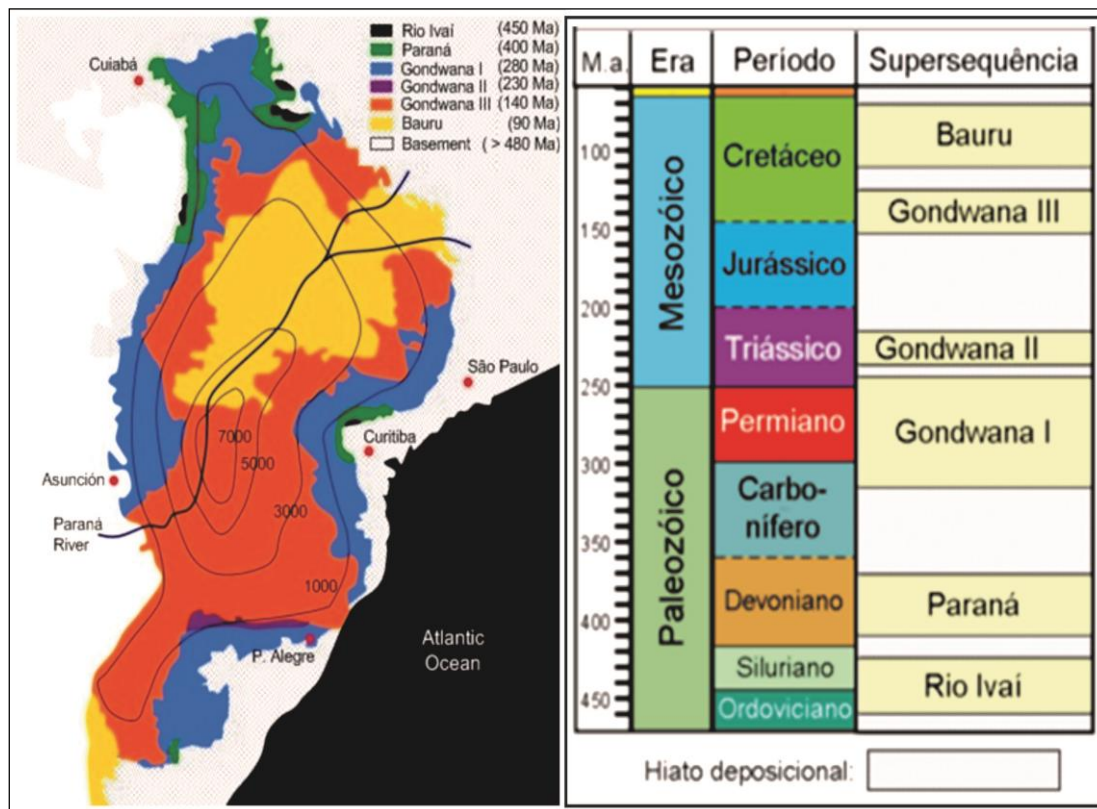 Rio Ivaí (450 Ma)
Paraná (400 Ma)
Gondwana I (280 Ma)
Gondwana II (230 Ma)
Gondwana III (140 Ma)
Bauru (90 Ma)
Basement (> 480 Ma)
Cuiabá
São Paulo
Curitiba
7000
5000
3000
1000
Asunción
Paraná
River
P. Alegre
Atlantic
Ocean
M.a. Era Período Supersequência
100
150
200
250
300
350
400
450
Mesozóico
Paleozóico
Cretáceo
Jurássico
Triássico
Permiano
Carbo-
nífero
Devoniano
Siluriano
Ordoviciano
Bauru
Gondwana III
Gondwana II
Gondwana I
Paraná
Rio Ivaí
Hiato deposicional: